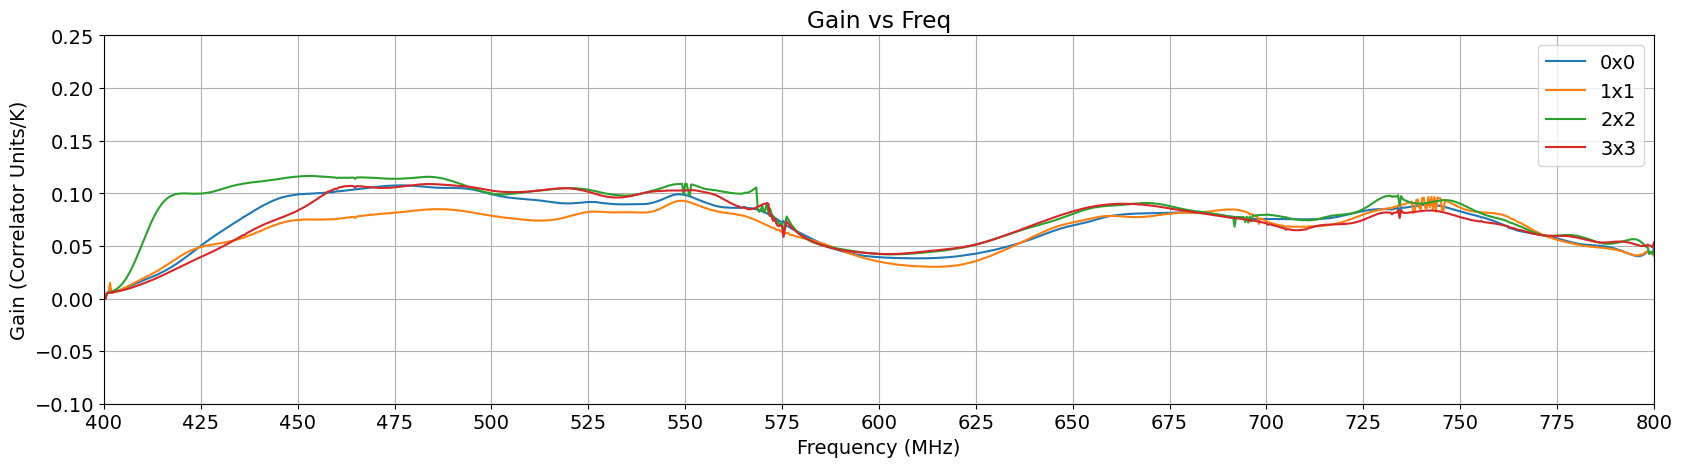 Gain vs Freq
Gain (Correlator Units/K)
0.25
0.20
0.15
0.10
0.05
0.00
−0.05
−0.10
0x0
1x1
2x2
3x3
400 425 450 475 500 525 550 575 600 625 650 675 700 725 750 775 800
Frequency (MHz)